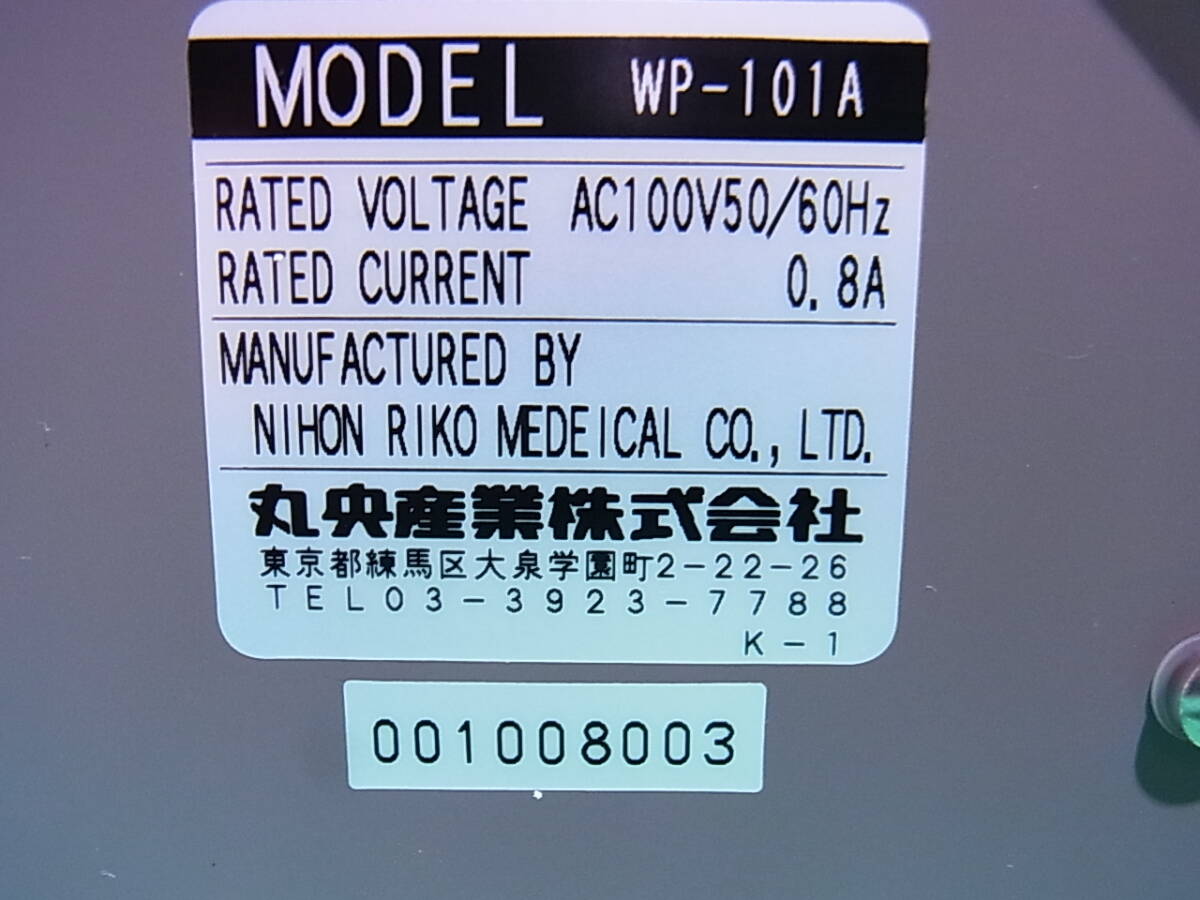 MODEL WP-101A
RATED VOLTAGE AC100V50/60Hz
RATED CURRENT 0.8A
MANUFACTURED BY
NIHON RIKO MEDEICAL CO., LTD.
丸央産業株式会社
東京都練馬区大泉学園町2-22-26
TEL03-3923-7788
K-1
001008003